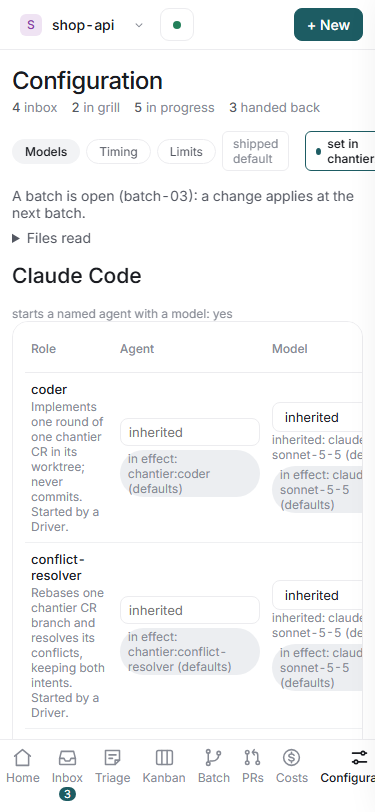 S shop-api + New
Configuration
4 inbox 2 in grill 5 in progress 3 handed back
Models Timing Limits shipped default set in chantier
A batch is open (batch-03): a change applies at the
next batch.
Files read
Claude Code
starts a named agent with a model: yes
Role Agent Model
coder
Implements
one round of
one chantier
CR in its
worktree;
never
commits.
Started by a
Driver.
inherited
in effect:
chantier:coder
(defaults)
inherited
inherited: claude
sonnet-5-5 (de
in effect: claud
sonnet-5-5
(defaults)
conflict-
resolver
Rebases one
chantier CR
branch and
resolves its
conflicts,
keeping both
intents.
Started by a
Driver.
inherited
in effect:
chantier:conflict-
resolver (defaults)
inherited
inherited: claude
sonnet-5-5 (de
in effect: claud
sonnet-5-5
(defaults)
Home Inbox Triage Kanban Batch PRs Costs Configura
3